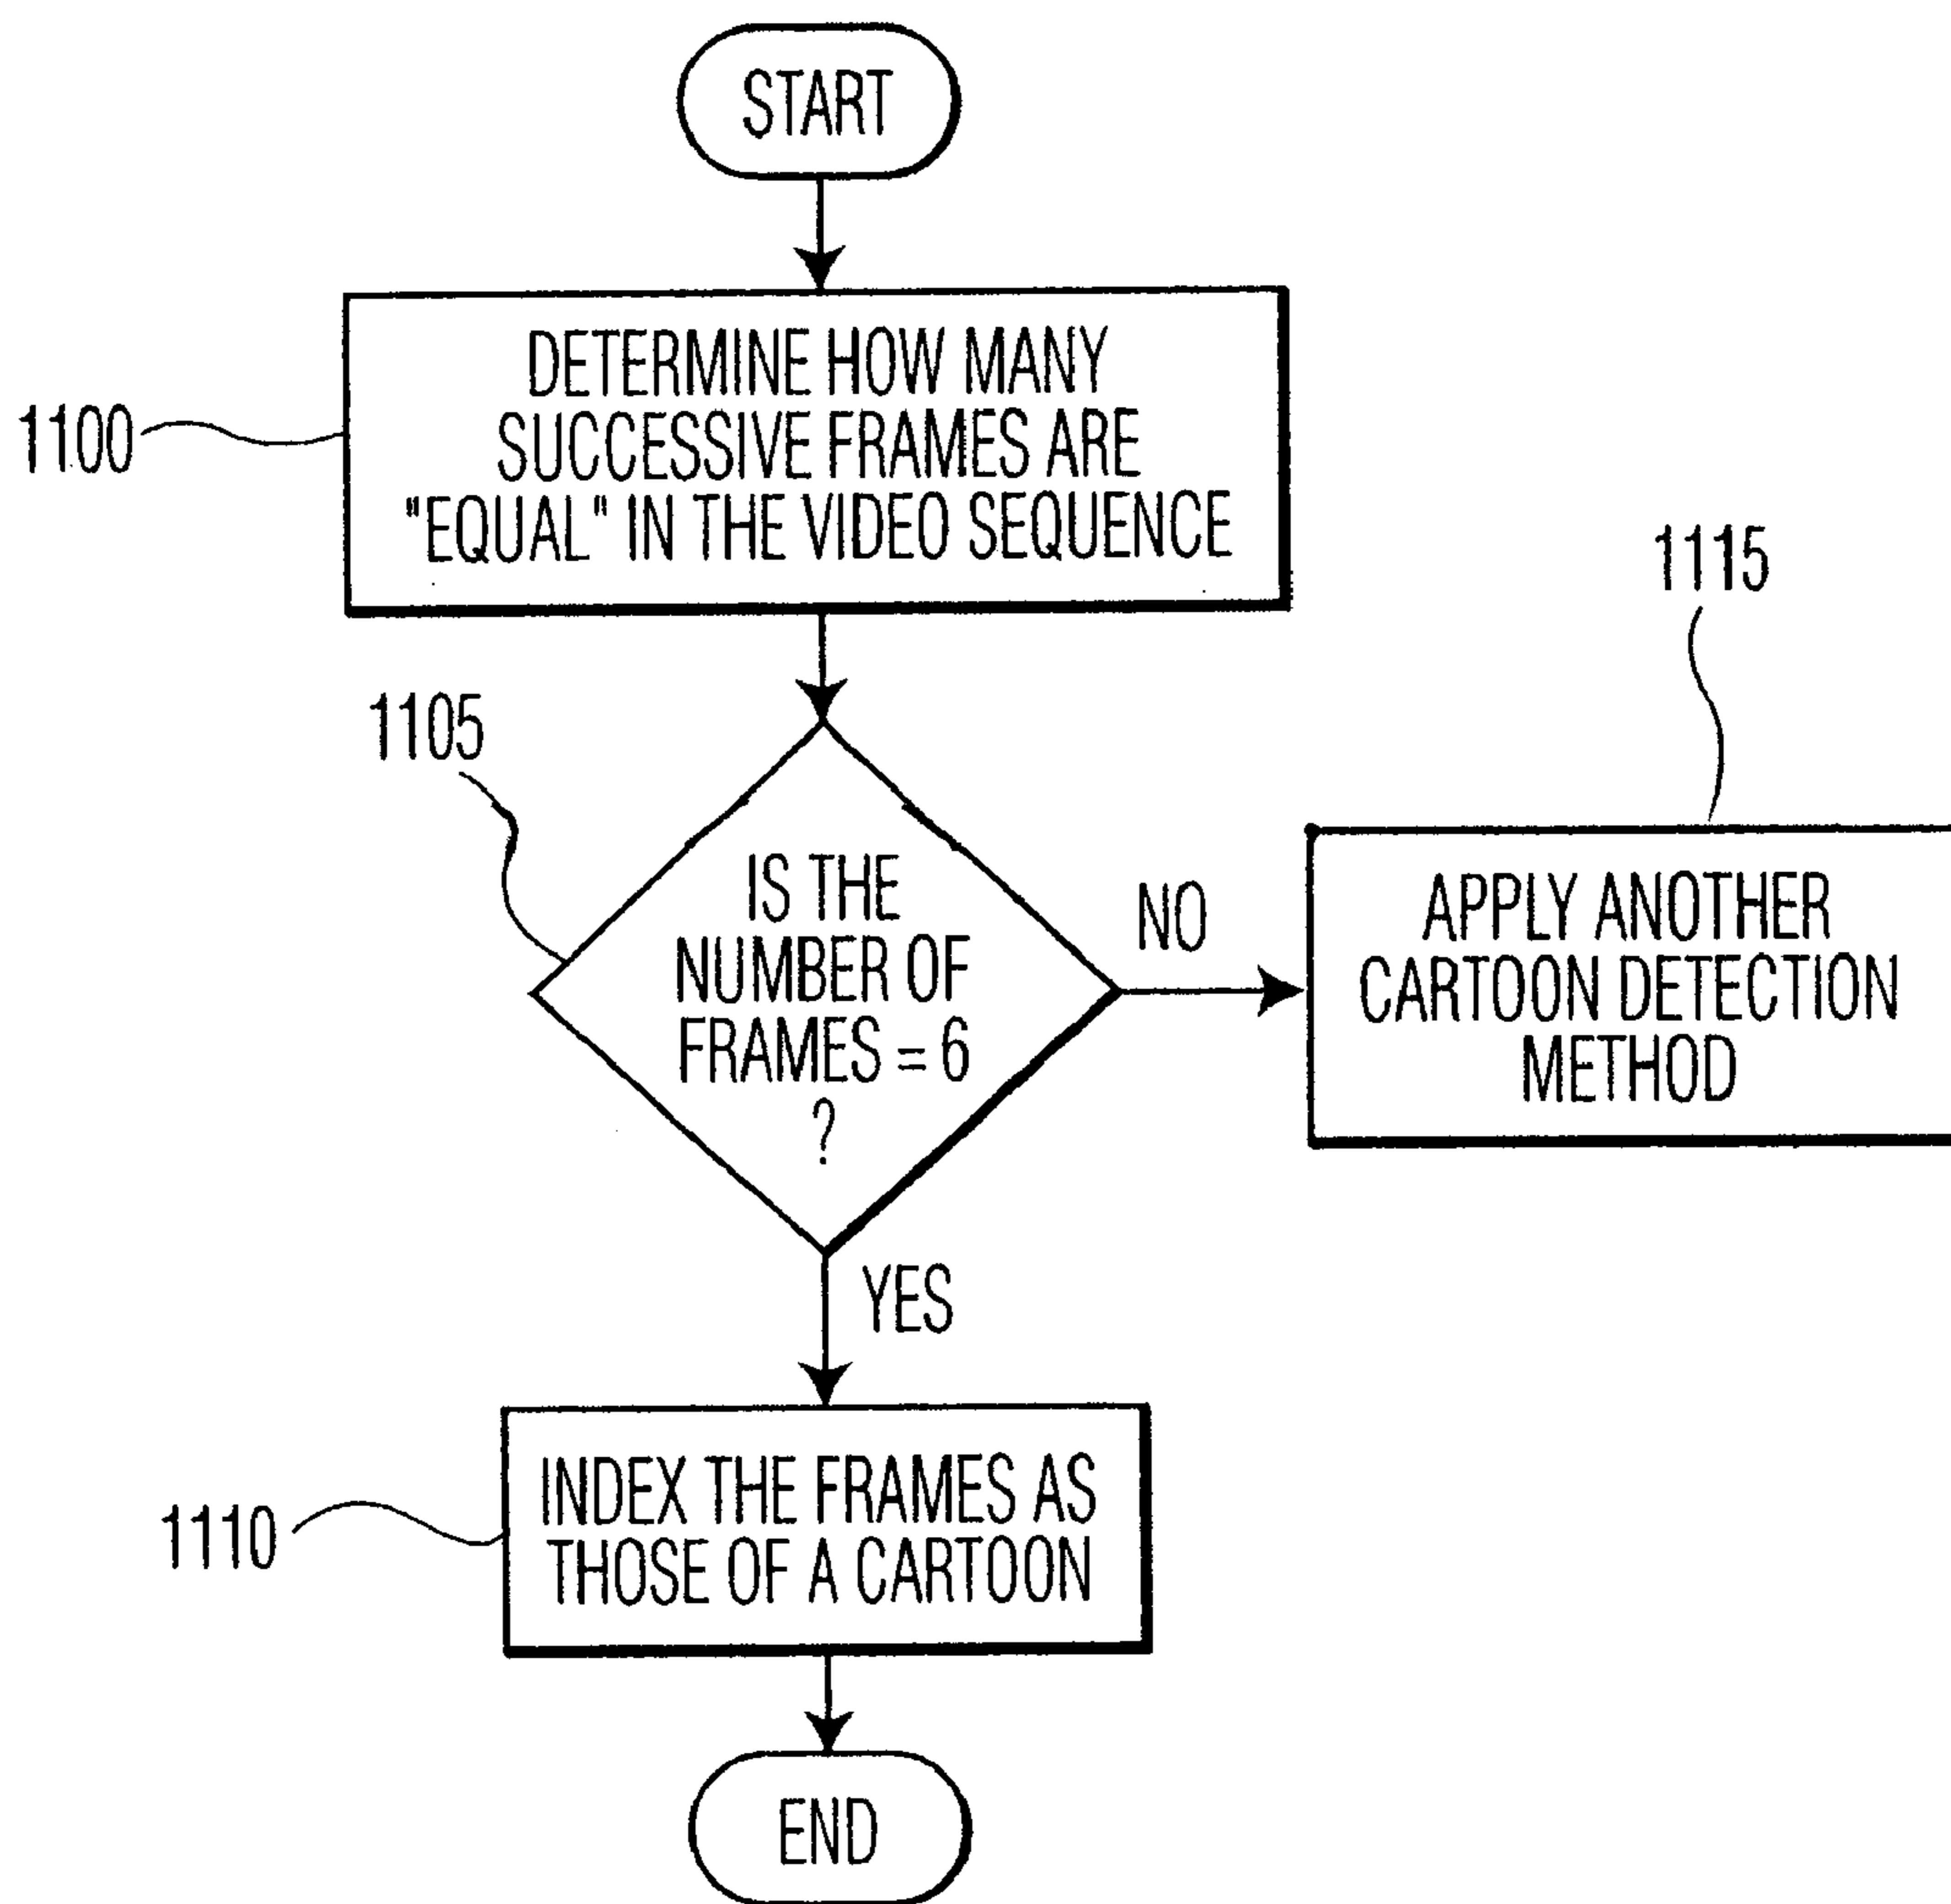 START
1100
DETERMINE HOW MANY
SUCCESSIVE FRAMES ARE
"EQUAL" IN THE VIDEO SEQUENCE
1115
1105
IS THE
NUMBER OF
FRAMES = 6
?
NO
APPLY ANOTHER
CARTOON DETECTION
METHOD
YES
1110
INDEX THE FRAMES AS
THOSE OF A CARTOON
END